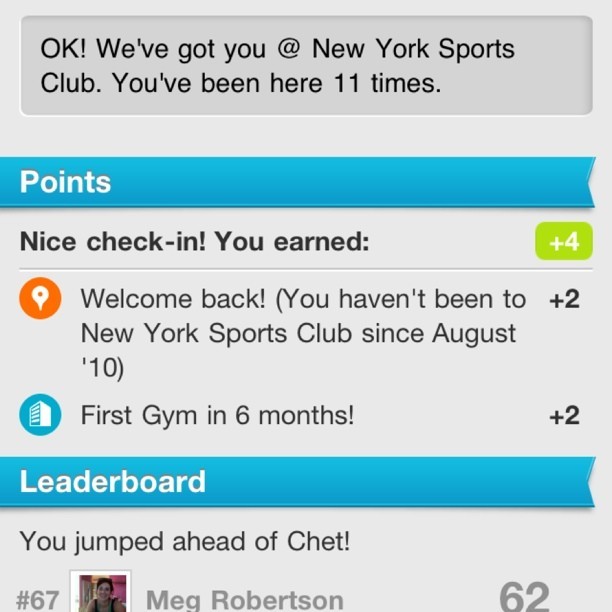 OK! We've got you @ New York Sports
Club. You've been here 11 times.
Points
Nice check-in! You earned: +4
Welcome back! (You haven't been to +2
New York Sports Club since August
'10)
First Gym in 6 months! +2
Leaderboard
You jumped ahead of Chet!
#67 Meg Robertson 62